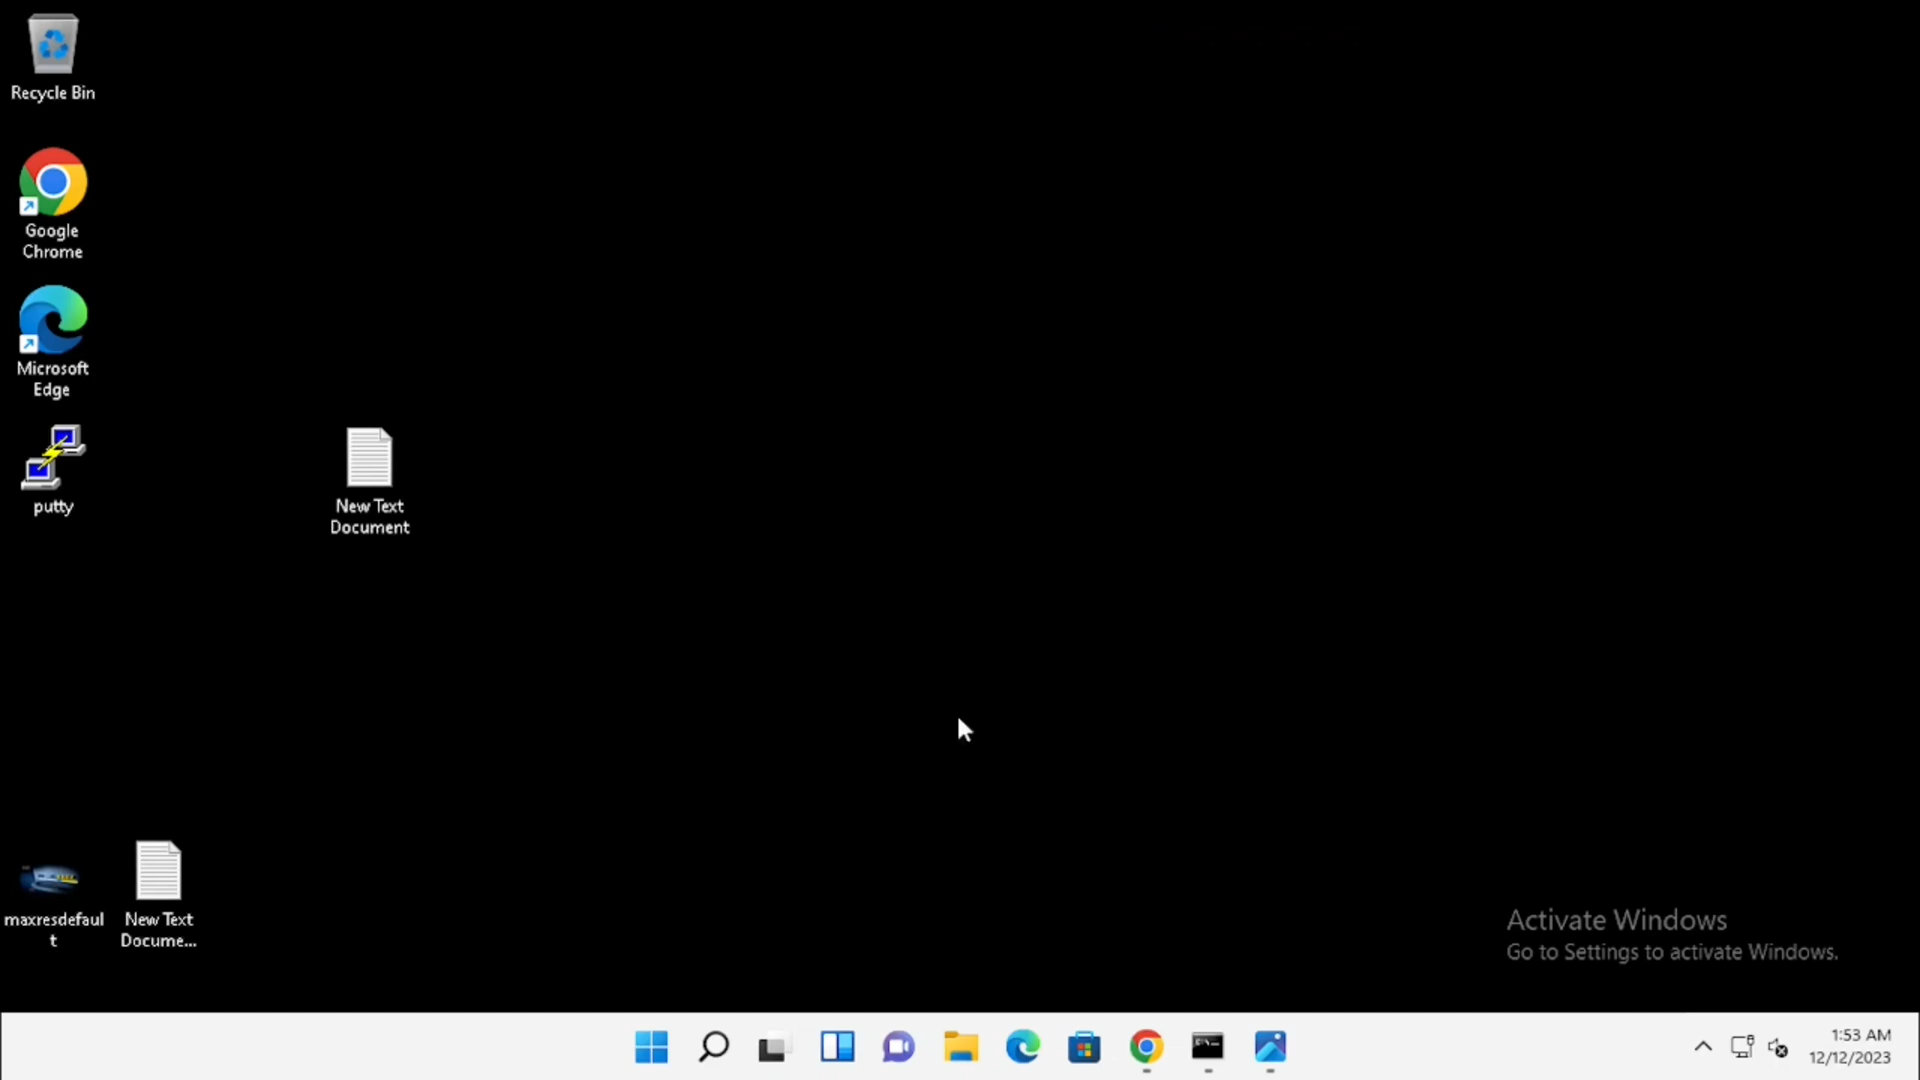 Recycle Bin
Google
Chrome
Microsoft
Edge
putty
New Text
Document
maxresdefaul
t
New Text
Docume...
Activate Windows
Go to Settings to activate Windows.
1:53 AM
12/12/2023